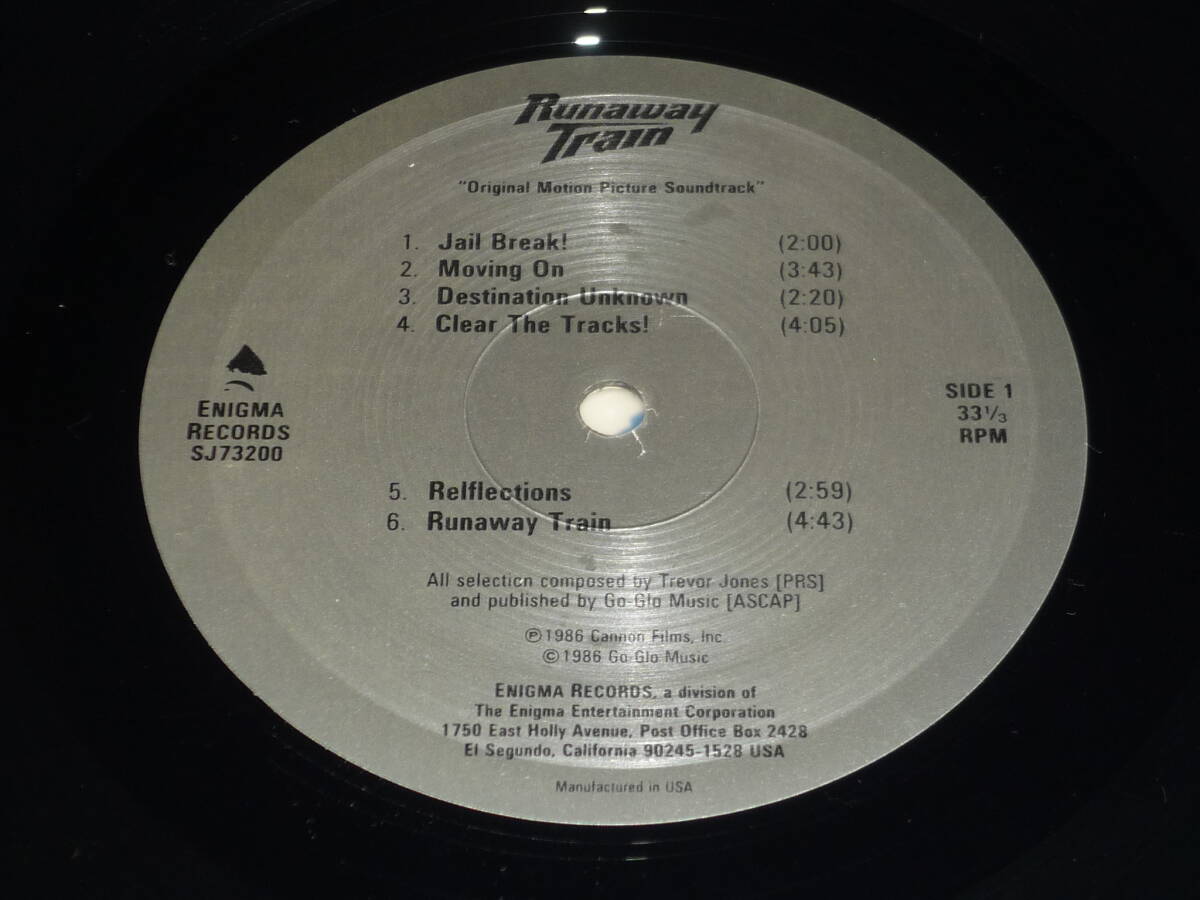 Runaway
Train
"Original Motion Picture Soundtrack"
1. Jail Break! (2:00)
2. Moving On (3:43)
3. Destination Unknown (2:20)
4. Clear The Tracks! (4:05)
ENIGMA
RECORDS
SJ73200
SIDE 1
33 1/3
RPM
5. Relflections (2:59)
6. Runaway Train (4:43)
All selection composed by Trevor Jones [PRS]
and published by Go-Glo Music [ASCAP]
℗1986 Cannon Films, Inc.
©1986 Go Glo Music
ENIGMA RECORDS, a division of
The Enigma Entertainment Corporation
1750 East Holly Avenue, Post Office Box 2428
El Segundo, California 90245-1528 USA
Manufactured in USA